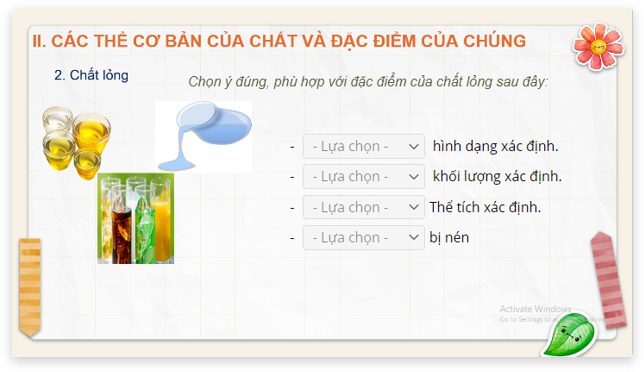 II. CÁC THỂ CƠ BẢN CỦA CHẤT VÀ ĐẶC ĐIỂM CỦA CHÚNG
2. Chất lỏng
Chọn ý đúng, phù hợp với đặc điểm của chất lỏng sau đây:
- - Lựa chọn - hình dạng xác định.
- - Lựa chọn - khối lượng xác định.
- - Lựa chọn - Thể tích xác định.
- - Lựa chọn - bị nén
Activate Windows
Go to Settings to